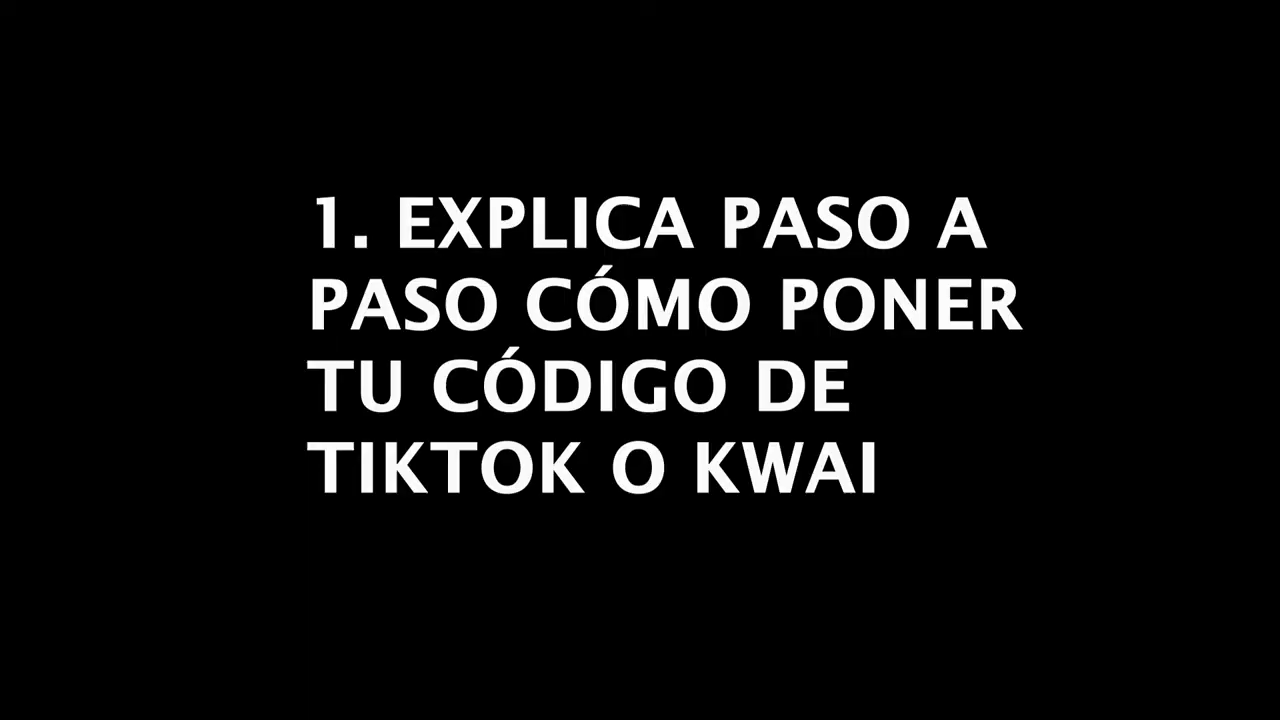 1. EXPLICA PASO A
PASO CÓMO PONER
TU CÓDIGO DE
TIKTOK O KWAI